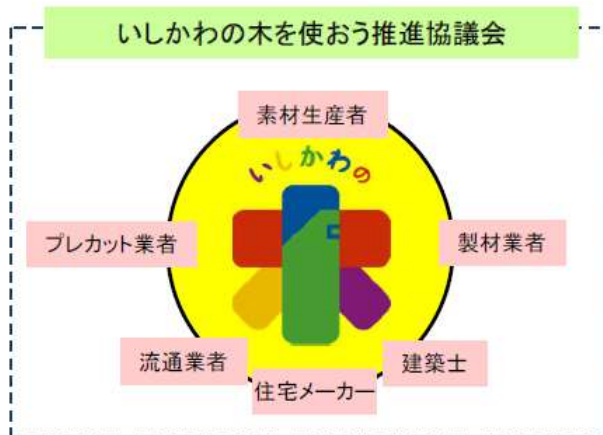 いしかわの木を使おう推進協議会
素材生産者
いしかわの
プレカット業者
製材業者
流通業者
建築士
住宅メーカー